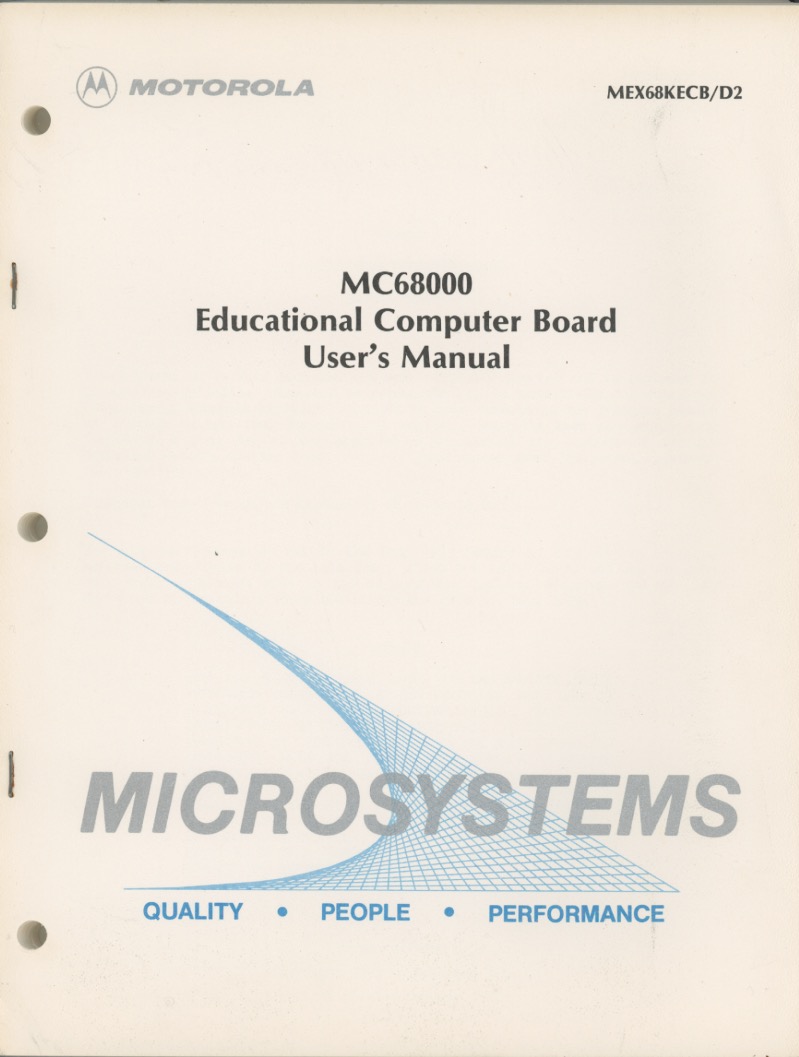 MOTOROLA
MEX68KECB/D2
MC68000
Educational Computer Board
User's Manual
MICROSYSTEMS
QUALITY • PEOPLE • PERFORMANCE